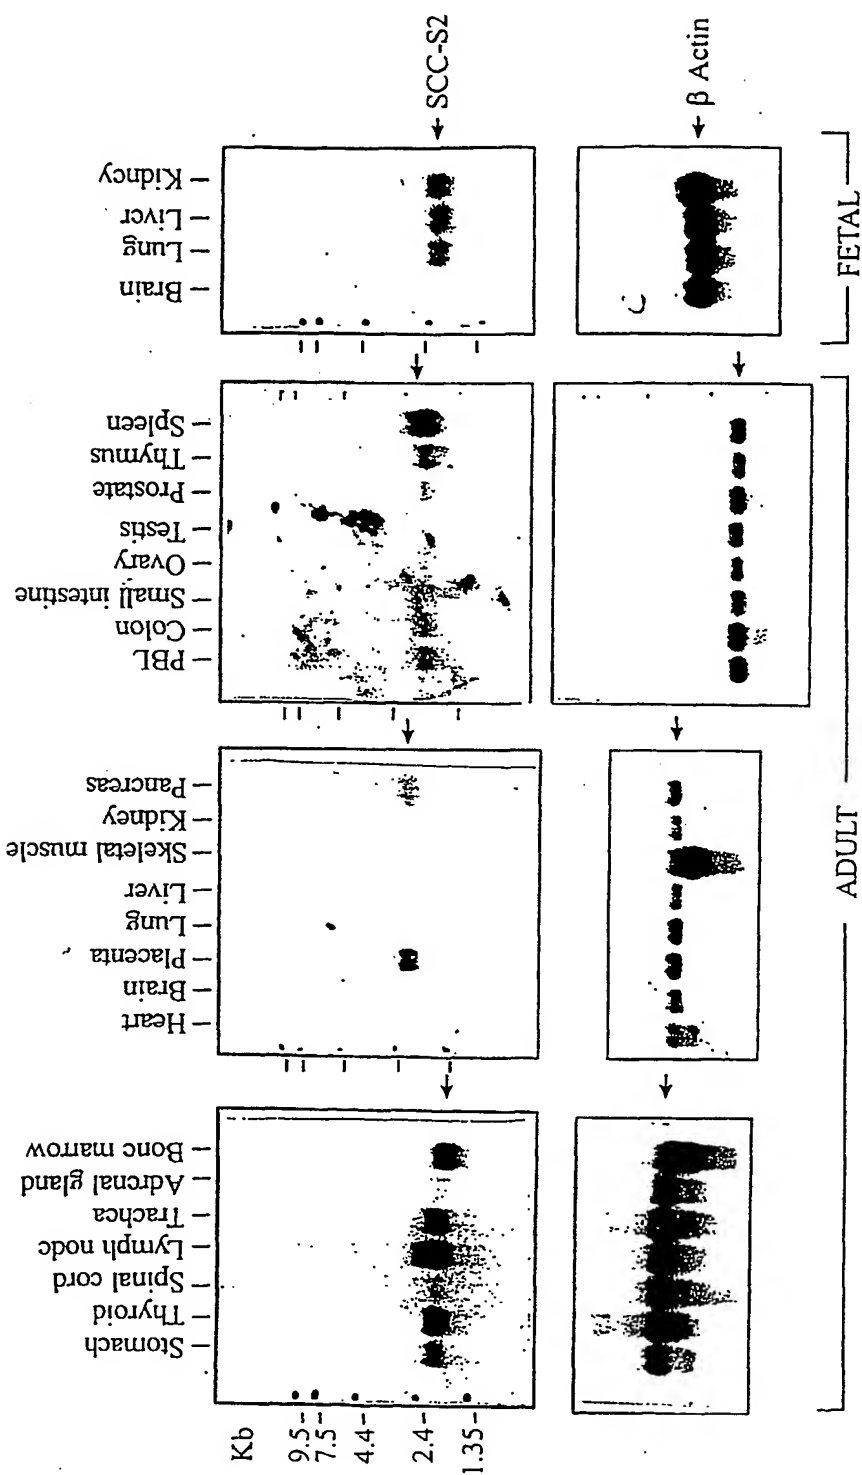 Kb
9.5-
7.5-
4.4-
2.4-
1.35-
Stomach
Thyroid
Spinal cord
Lymph node
Trachea
Adrenal gland
Bone marrow
Heart
Brain
Placenta
Lung
Liver
Skeletal muscle
Kidney
Pancreas
PBL
Colon
Small intestine
Ovary
Testis
Prostate
Thymus
Spleen
Brain
Lung
Liver
Kidney
SCC-S2
β Actin
ADULT
FETAL